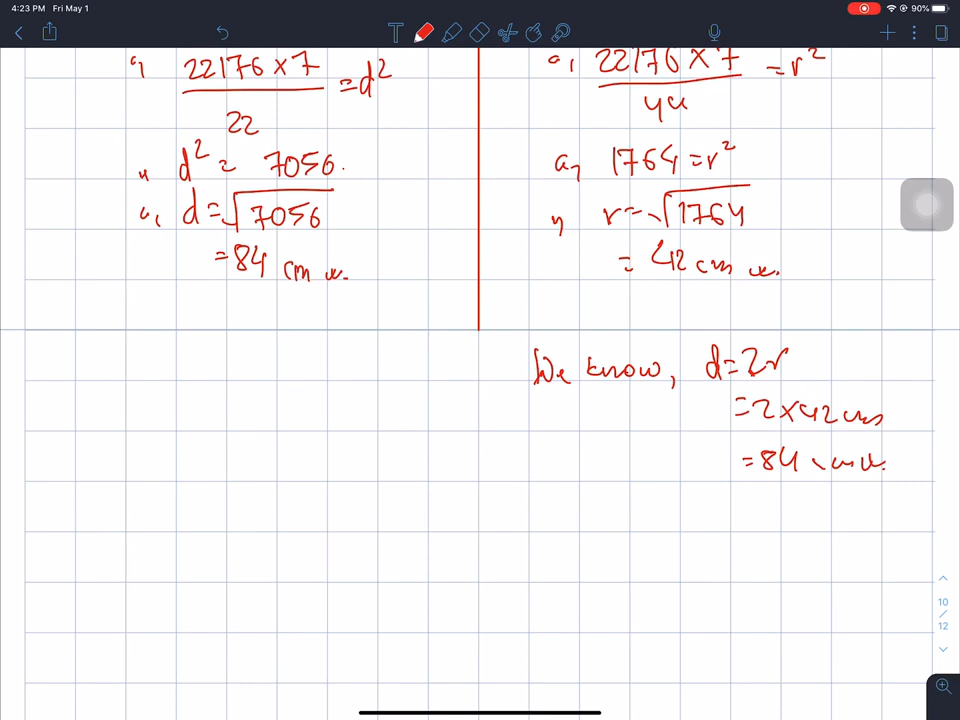 4:23 PM Fri May 1
90%
22176 × 7
= d²
22
d² = 7056.
d = √7056
= 84 cm
22176 × 7
= r²
44
1764 = r²
r = √1764
= 42 cm
We know, d = 2r
= 2 × 42 cm
= 84 cm
10
/
12